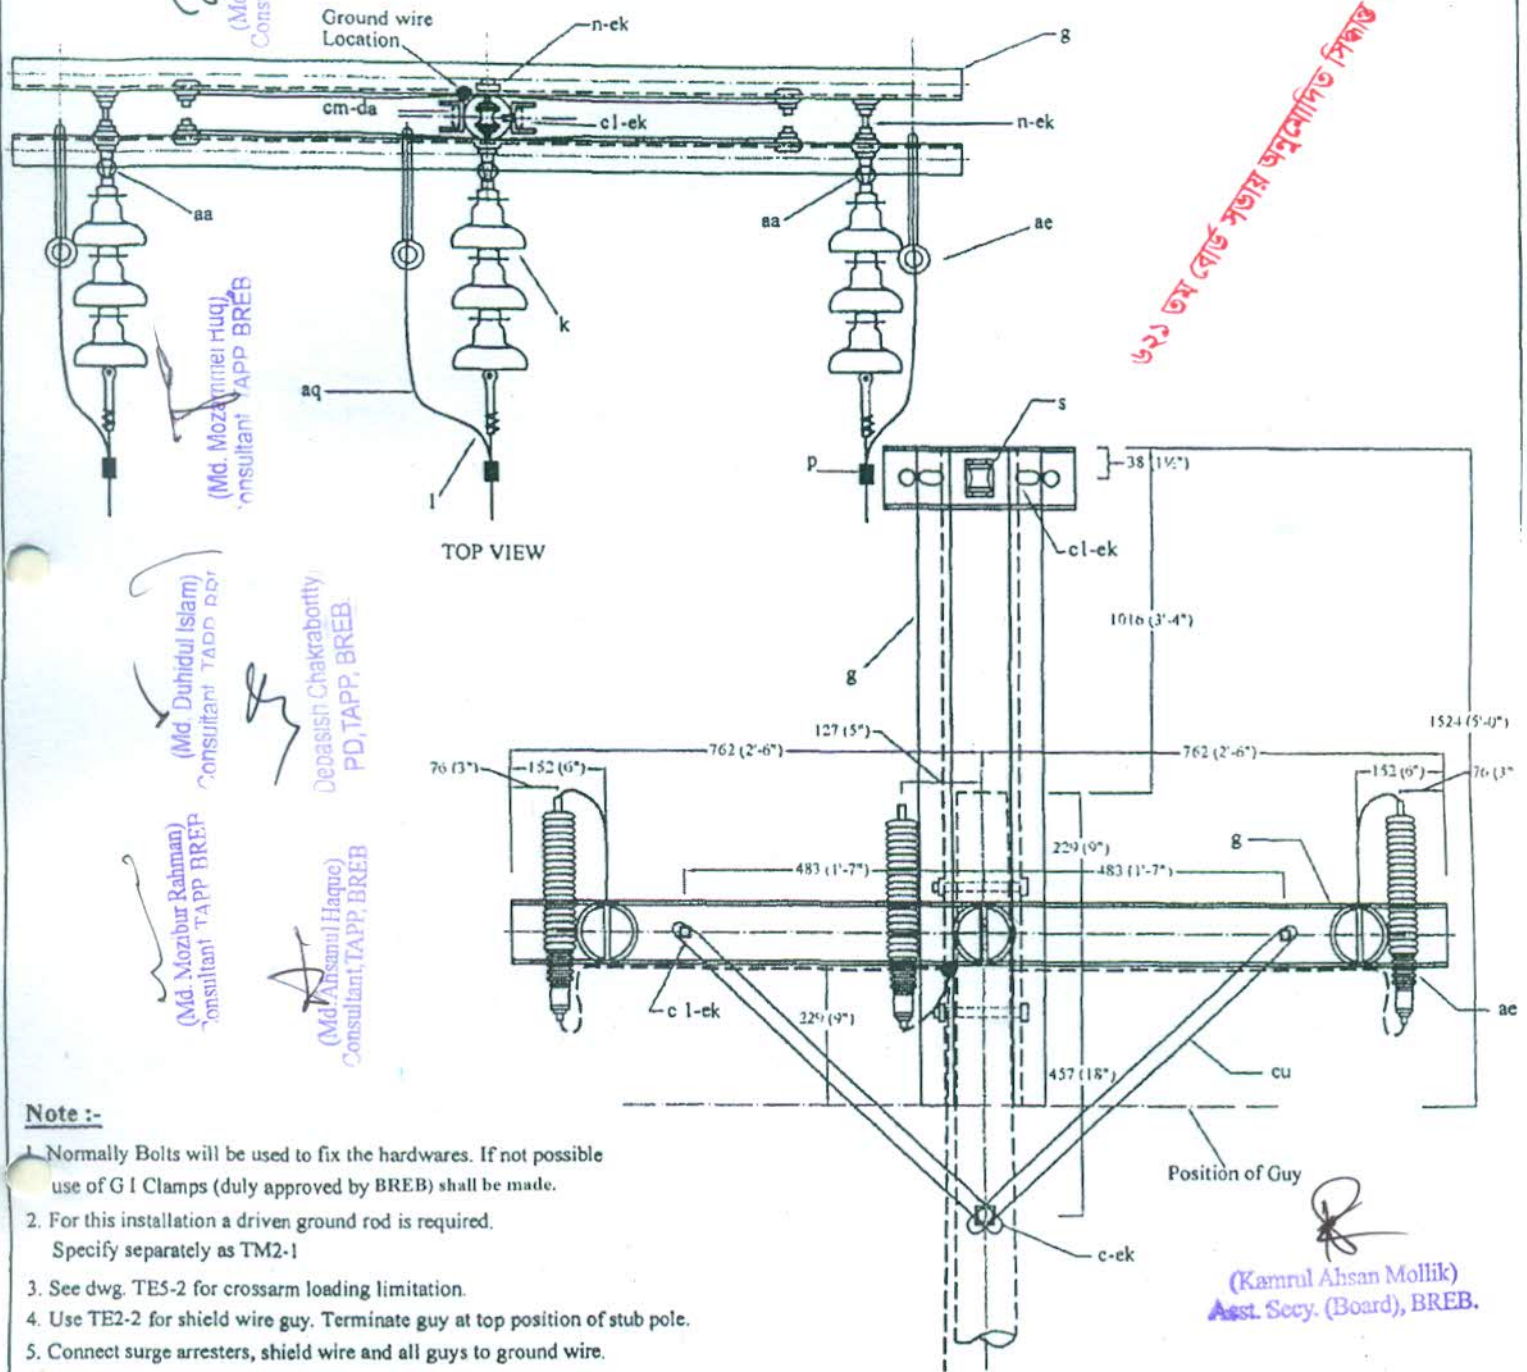 Ground wire
Location
n-ek
g
cm-da
cl-ek
n-ek
aa
aa
ae
k
aq
l
p
s
TOP VIEW
৬২১ তম বোর্ড সভায় অনুমোদিত সিদ্ধান্ত
(Md. Mozammel Huq)
Consultant TAPP BREB
(Md. Duhidul Islam)
Consultant TAPP
Debasish Chakrabortty
PD,TAPP, BREB.
(Md. Mozibur Rahman)
Consultant TAPP BREB
(Md. Ahsanul Haque)
Consultant,TAPP, BREB
38 (1½")
cl-ek
1016 (3'-4")
g
127 (5")
1524 (5'-0")
762 (2'-6")
762 (2'-6")
76 (3")
152 (6")
152 (6")
76 (3"
229 (9")
g
483 (1'-7")
483 (1'-7")
c 1-ek
229 (9")
ae
457 (18")
cu
Position of Guy
c-ek
Note :-
1. Normally Bolts will be used to fix the hardwares. If not possible
use of G I Clamps (duly approved by BREB) shall be made.
2. For this installation a driven ground rod is required.
Specify separately as TM2-1
3. See dwg. TE5-2 for crossarm loading limitation.
4. Use TE2-2 for shield wire guy. Terminate guy at top position of stub pole.
5. Connect surge arresters, shield wire and all guys to ground wire.
(Kamrul Ahsan Mollik)
Asst. Secy. (Board), BREB.